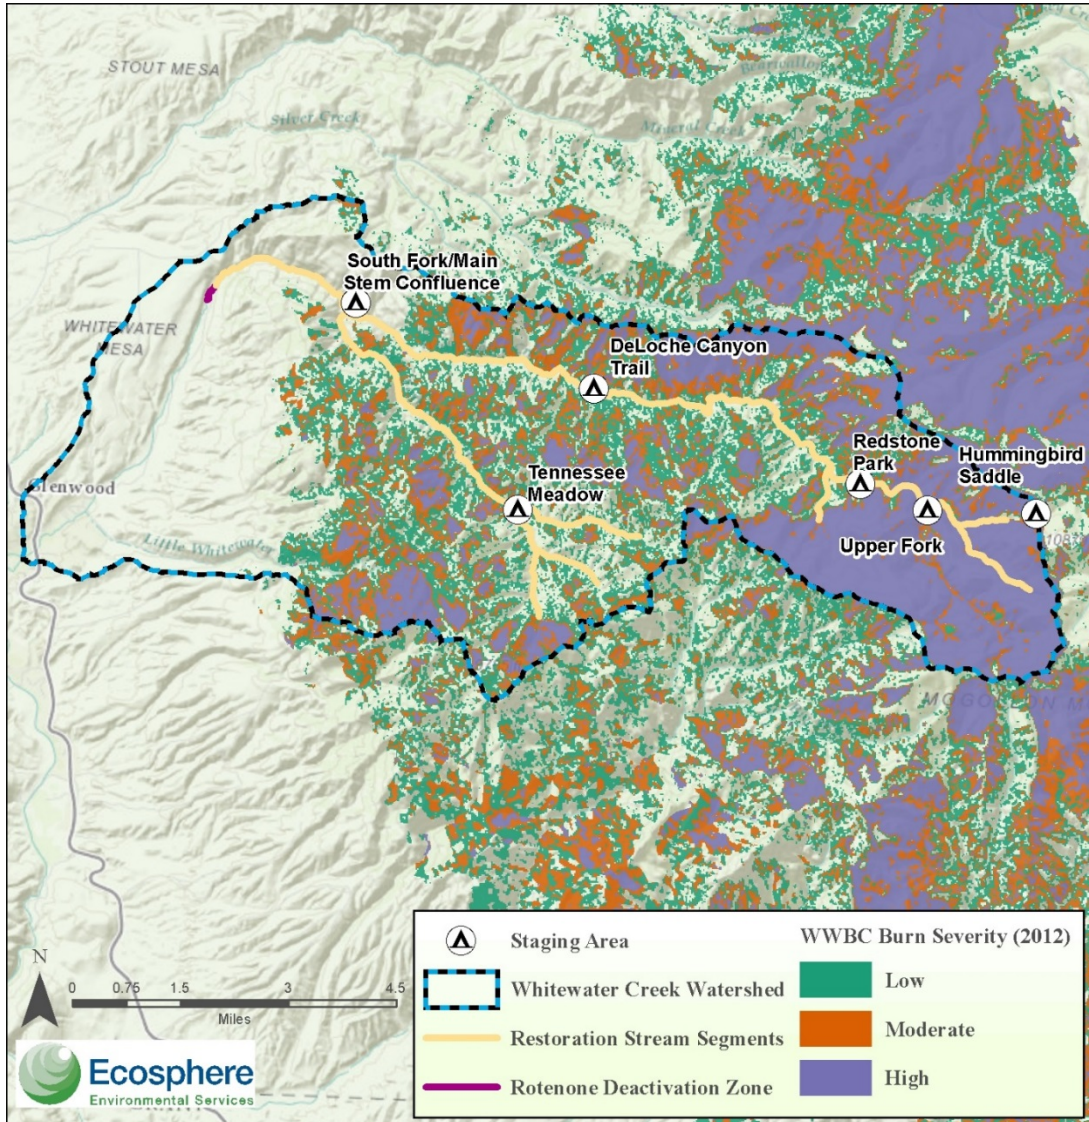 STOUT MESA
Silver Creek
Mineral Creek
South Fork/Main
Stem Confluence
WHITEWATER
MESA
DeLoche Canyon
Trail
Redstone
Park
Hummingbird
Saddle
Tennessee
Meadow
Upper Fork
Glenwood
Little Whitewater
MOGOLLON M
N
0 0.75 1.5 3 4.5
Miles
Ecosphere
Environmental Services
Staging Area
Whitewater Creek Watershed
Restoration Stream Segments
Rotenone Deactivation Zone
WWBC Burn Severity (2012)
Low
Moderate
High